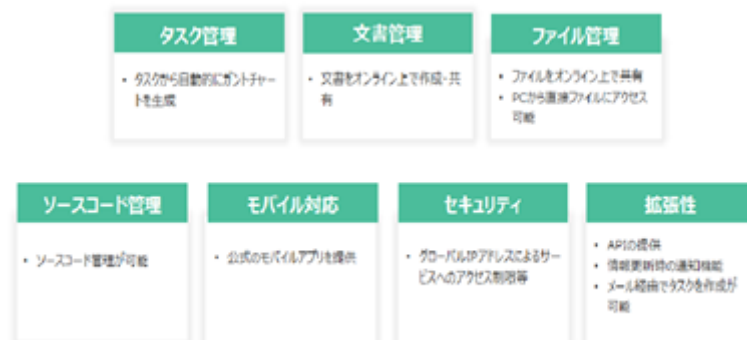 タスク管理
文書管理
ファイル管理
• タスクから自動的にガントチャー
トを生成
• 文書をオンライン上で作成・共
有
• ファイルをオンライン上で共有
• PCから直接ファイルにアクセス
可能
ソースコード管理
モバイル対応
セキュリティ
拡張性
• ソースコード管理が可能
• 公式のモバイルアプリを提供
• グローバルIPアドレスによるサー
ビスへのアクセス制限等
• APIの提供
• 情報更新時の通知機能
• メール経由でタスクを作成が
可能